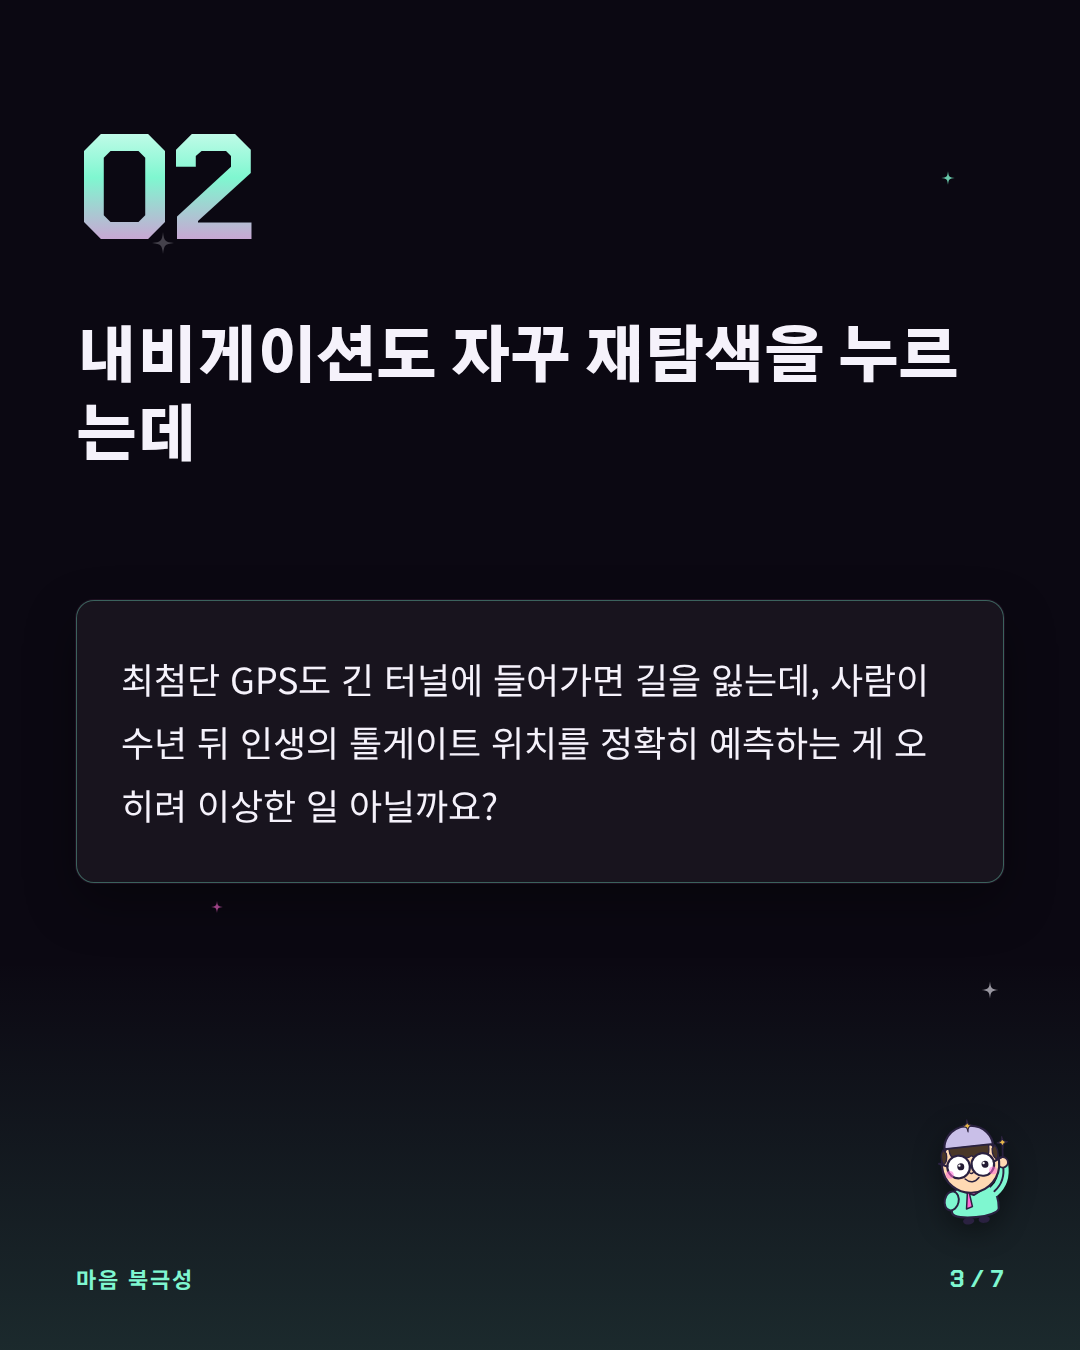 02
내비게이션도 자꾸 재탐색을 누르
는데
최첨단 GPS도 긴 터널에 들어가면 길을 잃는데, 사람이
수년 뒤 인생의 톨게이트 위치를 정확히 예측하는 게 오
히려 이상한 일 아닐까요?
마음 북극성
3 / 7